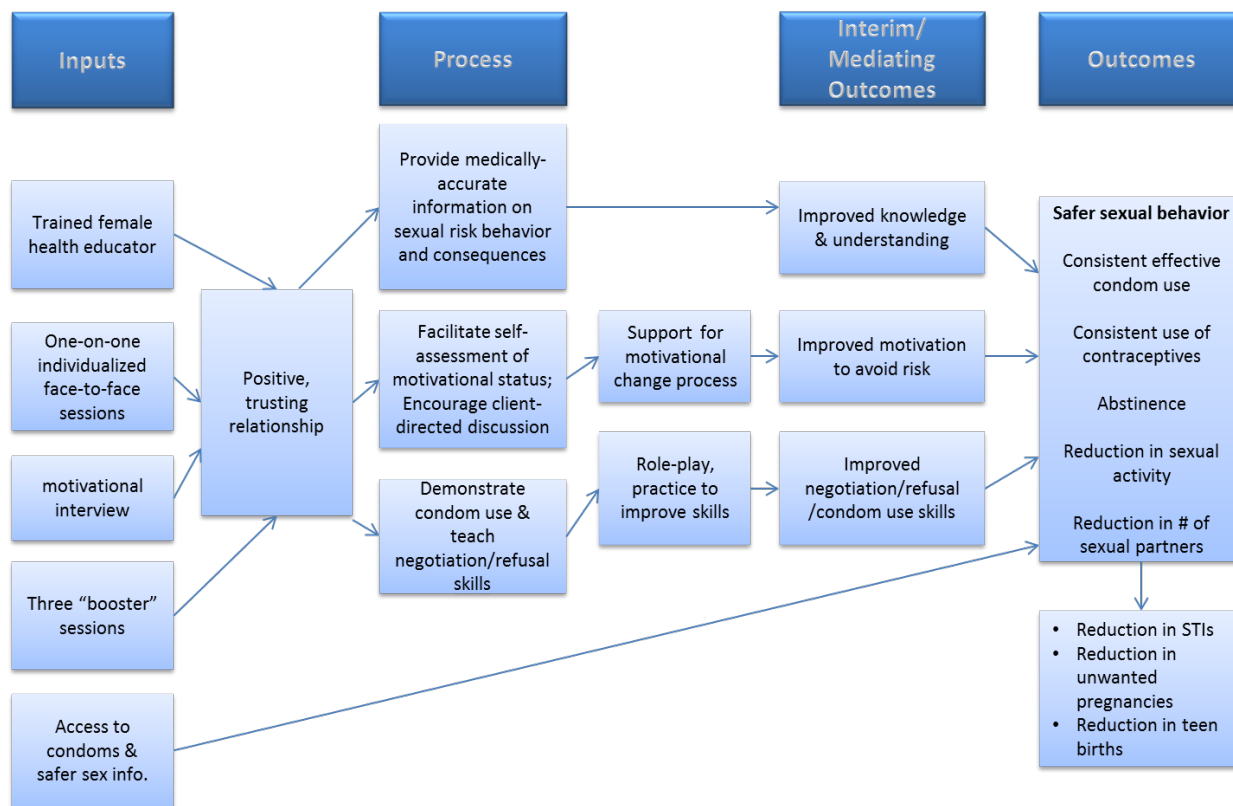 Inputs
Process
Interim/
Mediating
Outcomes
Outcomes
Trained female
health educator
One-on-one
individualized
face-to-face
sessions
motivational
interview
Three “booster”
sessions
Access to
condoms &
safer sex info.
Positive,
trusting
relationship
Provide medically-
accurate
information on
sexual risk behavior
and consequences
Facilitate self-
assessment of
motivational status;
Encourage client-
directed discussion
Demonstrate
condom use &
teach
negotiation/refusal
skills
Support for
motivational
change process
Role-play,
practice to
improve skills
Improved knowledge
& understanding
Improved motivation
to avoid risk
Improved
negotiation/refusal
/condom use skills
Safer sexual behavior
Consistent effective
condom use
Consistent use of
contraceptives
Abstinence
Reduction in sexual
activity
Reduction in # of
sexual partners
• Reduction in STIs
• Reduction in
unwanted
pregnancies
• Reduction in teen
births